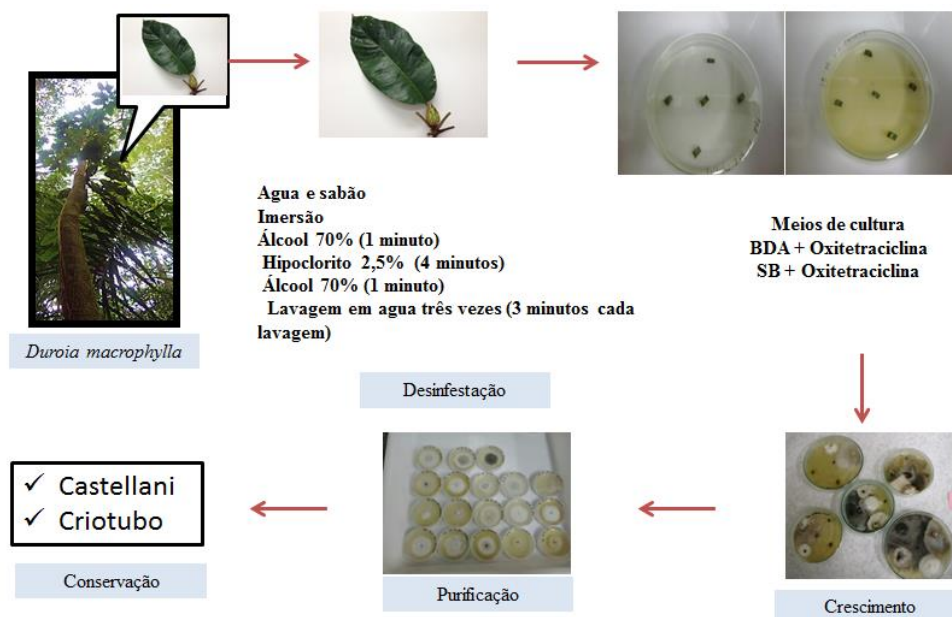 Agua e sabão
Imersão
Álcool 70% (1 minuto)
Hipoclorito 2,5% (4 minutos)
Álcool 70% (1 minuto)
Lavagem em agua três vezes (3 minutos cada
lavagem)
Meios de cultura
BDA + Oxitetraciclina
SB + Oxitetraciclina
Duroia macrophylla
Desinfestação
✓ Castellani
✓ Criotubo
Conservação
Purificação
Crescimento